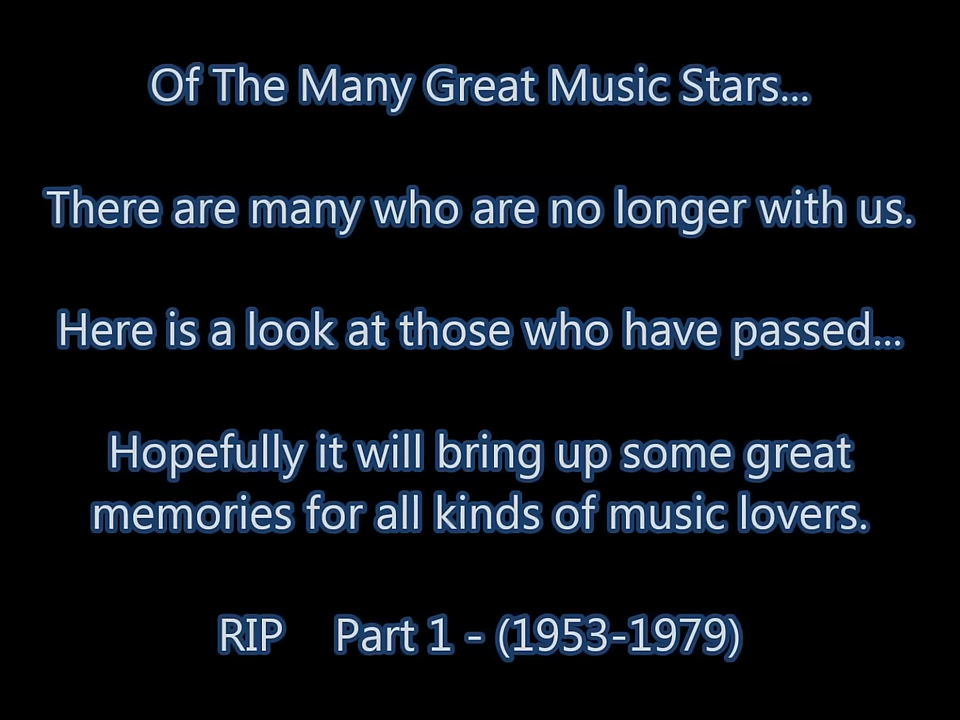 Of The Many Great Music Stars...
There are many who are no longer with us.
Here is a look at those who have passed...
Hopefully it will bring up some great
memories for all kinds of music lovers.
RIP Part 1 - (1953-1979)